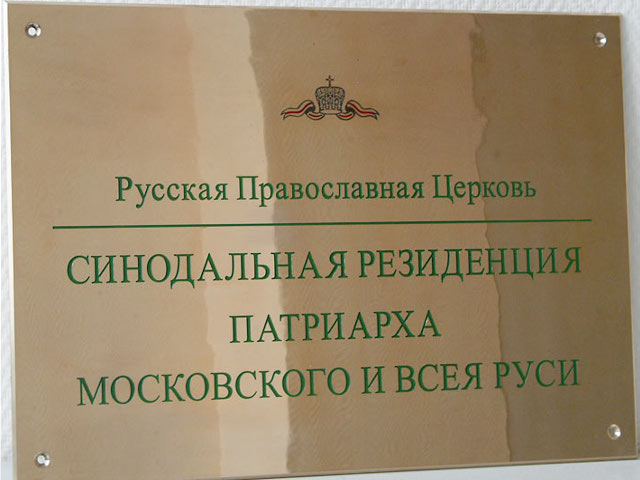 Русская Православная Церковь
СИНОДАЛЬНАЯ РЕЗИДЕНЦИЯ
ПАТРИАРХА
МОСКОВСКОГО И ВСЕЯ РУСИ